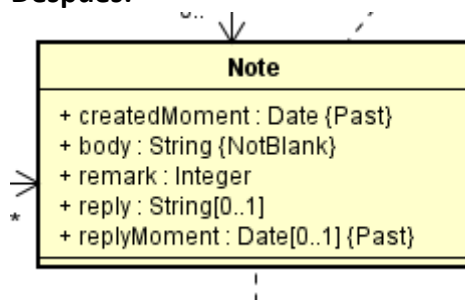 Después:
0..
Note
+ createdMoment : Date {Past}
+ body : String {NotBlank}
+ remark : Integer
+ reply : String[0..1]
+ replyMoment : Date[0..1] {Past}
*